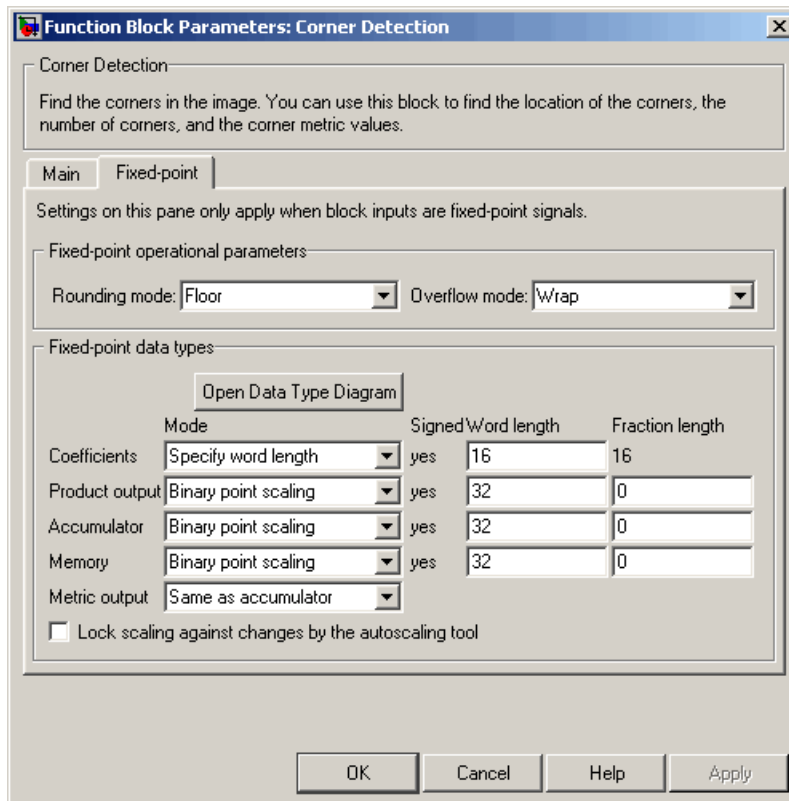 Function Block Parameters: Corner Detection
Corner Detection
Find the corners in the image. You can use this block to find the location of the corners, the
number of corners, and the corner metric values.
Main Fixed-point
Settings on this pane only apply when block inputs are fixed-point signals.
Fixed-point operational parameters
Rounding mode: Floor Overflow mode: Wrap
Fixed-point data types
Open Data Type Diagram
Mode Signed Word length Fraction length
Coefficients Specify word length yes 16 16
Product output Binary point scaling yes 32 0
Accumulator Binary point scaling yes 32 0
Memory Binary point scaling yes 32 0
Metric output Same as accumulator
Lock scaling against changes by the autoscaling tool
OK Cancel Help Apply